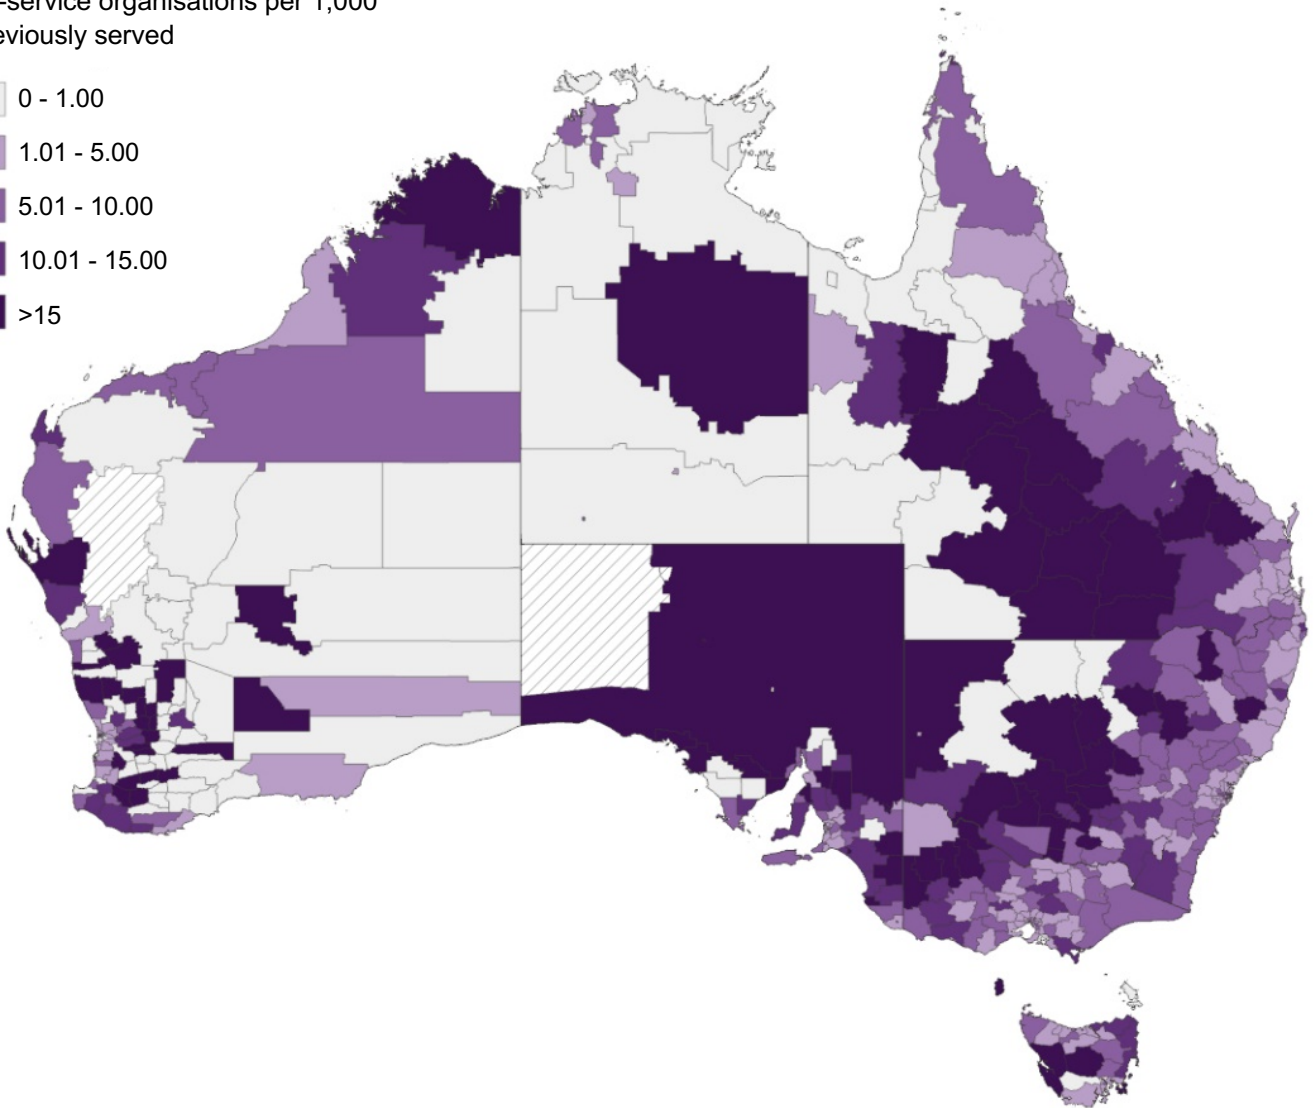 -service organisations per 1,000
eviously served
0 - 1.00
1.01 - 5.00
5.01 - 10.00
10.01 - 15.00
>15